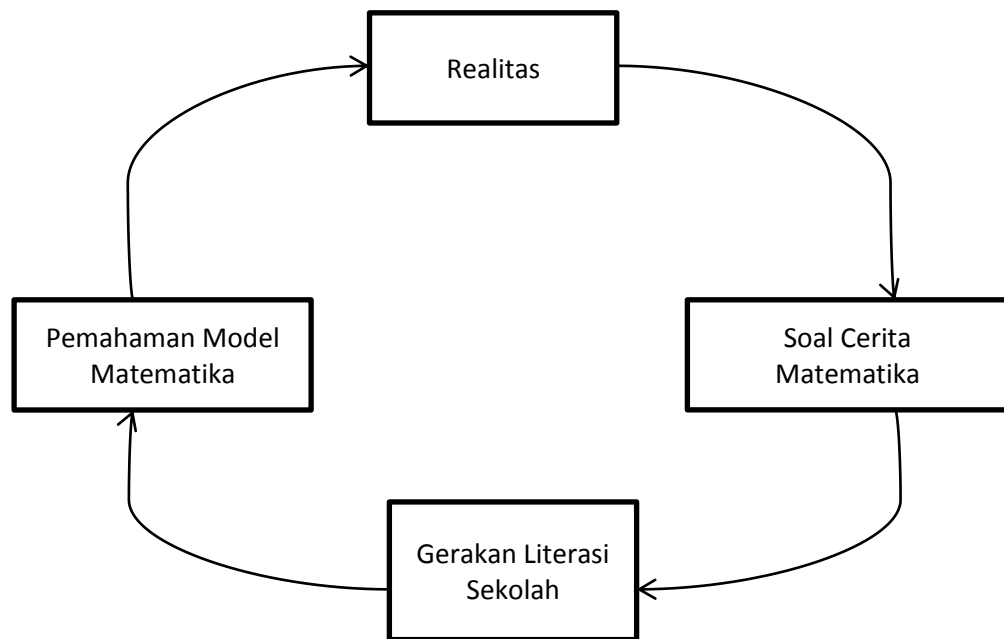 Realitas
Pemahaman Model
Matematika
Soal Cerita
Matematika
Gerakan Literasi
Sekolah